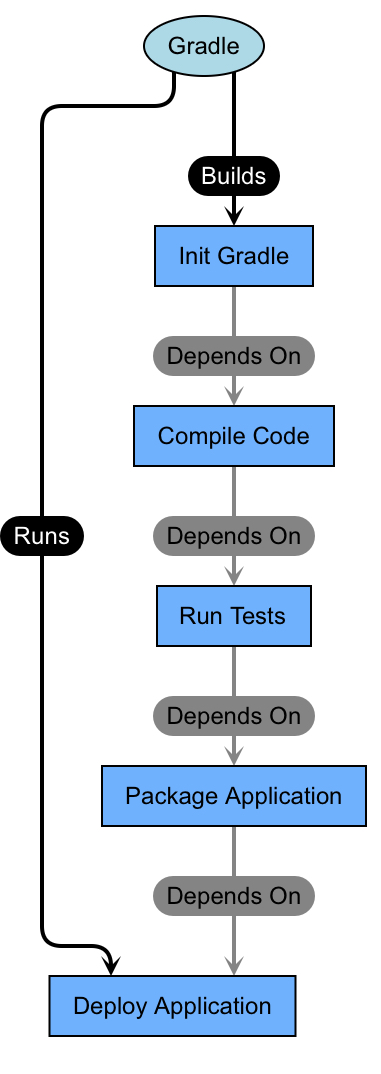 Gradle
Builds
Init Gradle
Depends On
Compile Code
Runs
Depends On
Run Tests
Depends On
Package Application
Depends On
Deploy Application